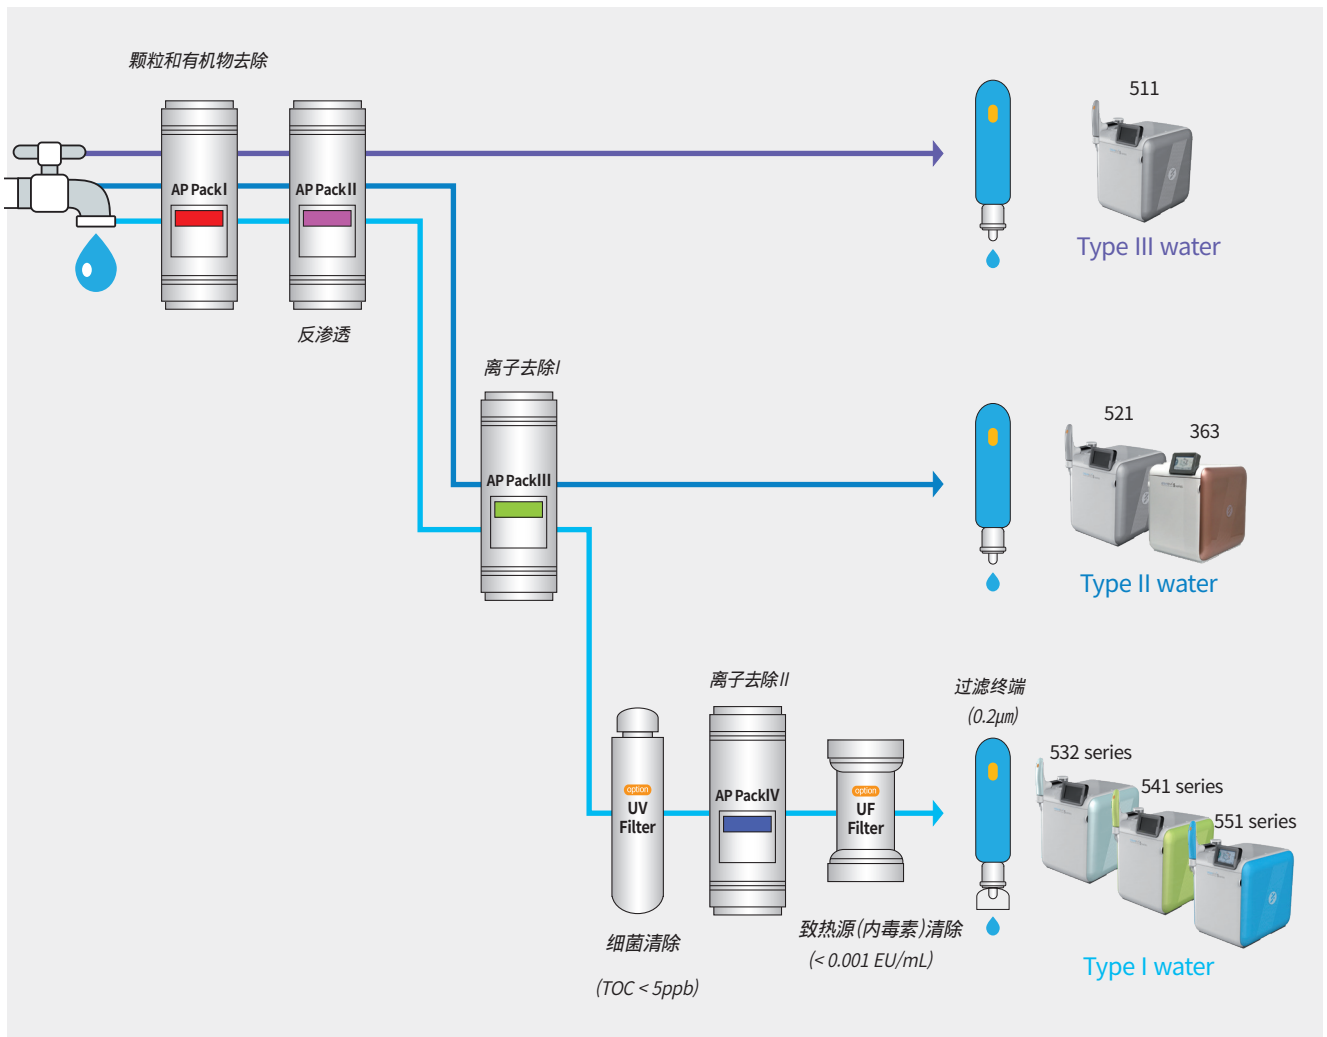 颗粒和有机物去除
511
AP Pack I
AP Pack II
Type III water
反渗透
离子去除I
521
363
AP PackIII
Type II water
离子去除II
过滤终端
(0.2㎛)
532 series
541 series
551 series
option
UV
Filter
AP PackIV
option
UF
Filter
致热源(内毒素)清除
(< 0.001 EU/mL)
细菌清除
(TOC < 5ppb)
Type I water